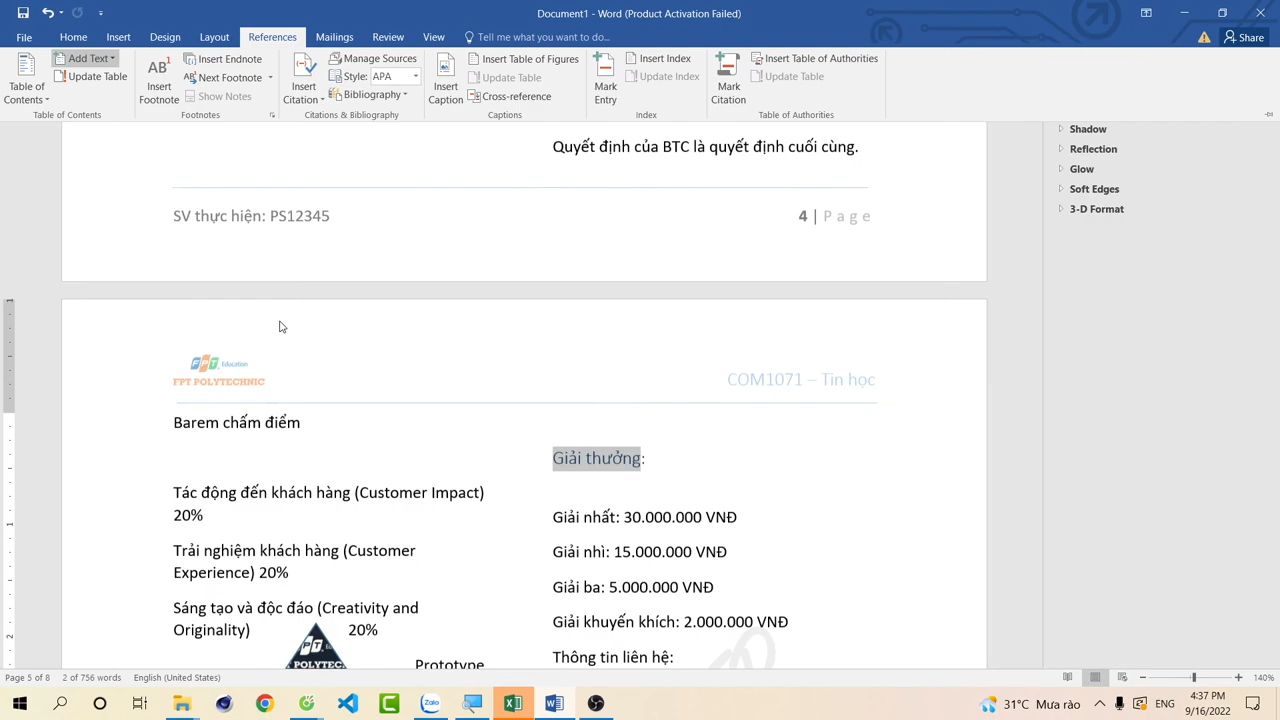 Document1 - Word (Product Activation Failed)
File Home Insert Design Layout References Mailings Review View Tell me what you want to do... Share
Table of Contents
Add Text
Update Table
Table of Contents
AB1 Insert Footnote
Insert Endnote
Next Footnote
Show Notes
Footnotes
Insert Citation
Manage Sources
Style: APA
Bibliography
Citations & Bibliography
Insert Caption
Insert Table of Figures
Update Table
Cross-reference
Captions
Mark Entry
Insert Index
Update Index
Index
Mark Citation
Insert Table of Authorities
Update Table
Table of Authorities
Shadow
Reflection
Glow
Soft Edges
3-D Format
Quyết định của BTC là quyết định cuối cùng.
SV thực hiện: PS12345
4 | Page
FPT Education
FPT POLYTECHNIC
COM1071 – Tin học
Barem chấm điểm
Tác động đến khách hàng (Customer Impact)
20%
Trải nghiệm khách hàng (Customer
Experience) 20%
Sáng tạo và độc đáo (Creativity and
Originality) 20%
FPT
POLYTEC
Prototype
Giải thưởng:
Giải nhất: 30.000.000 VNĐ
Giải nhì: 15.000.000 VNĐ
Giải ba: 5.000.000 VNĐ
Giải khuyến khích: 2.000.000 VNĐ
Thông tin liên hệ:
Page 5 of 8 2 of 756 words English (United States) 140%
Zalo
31°C Mưa rào
ENG
4:37 PM
9/16/2022